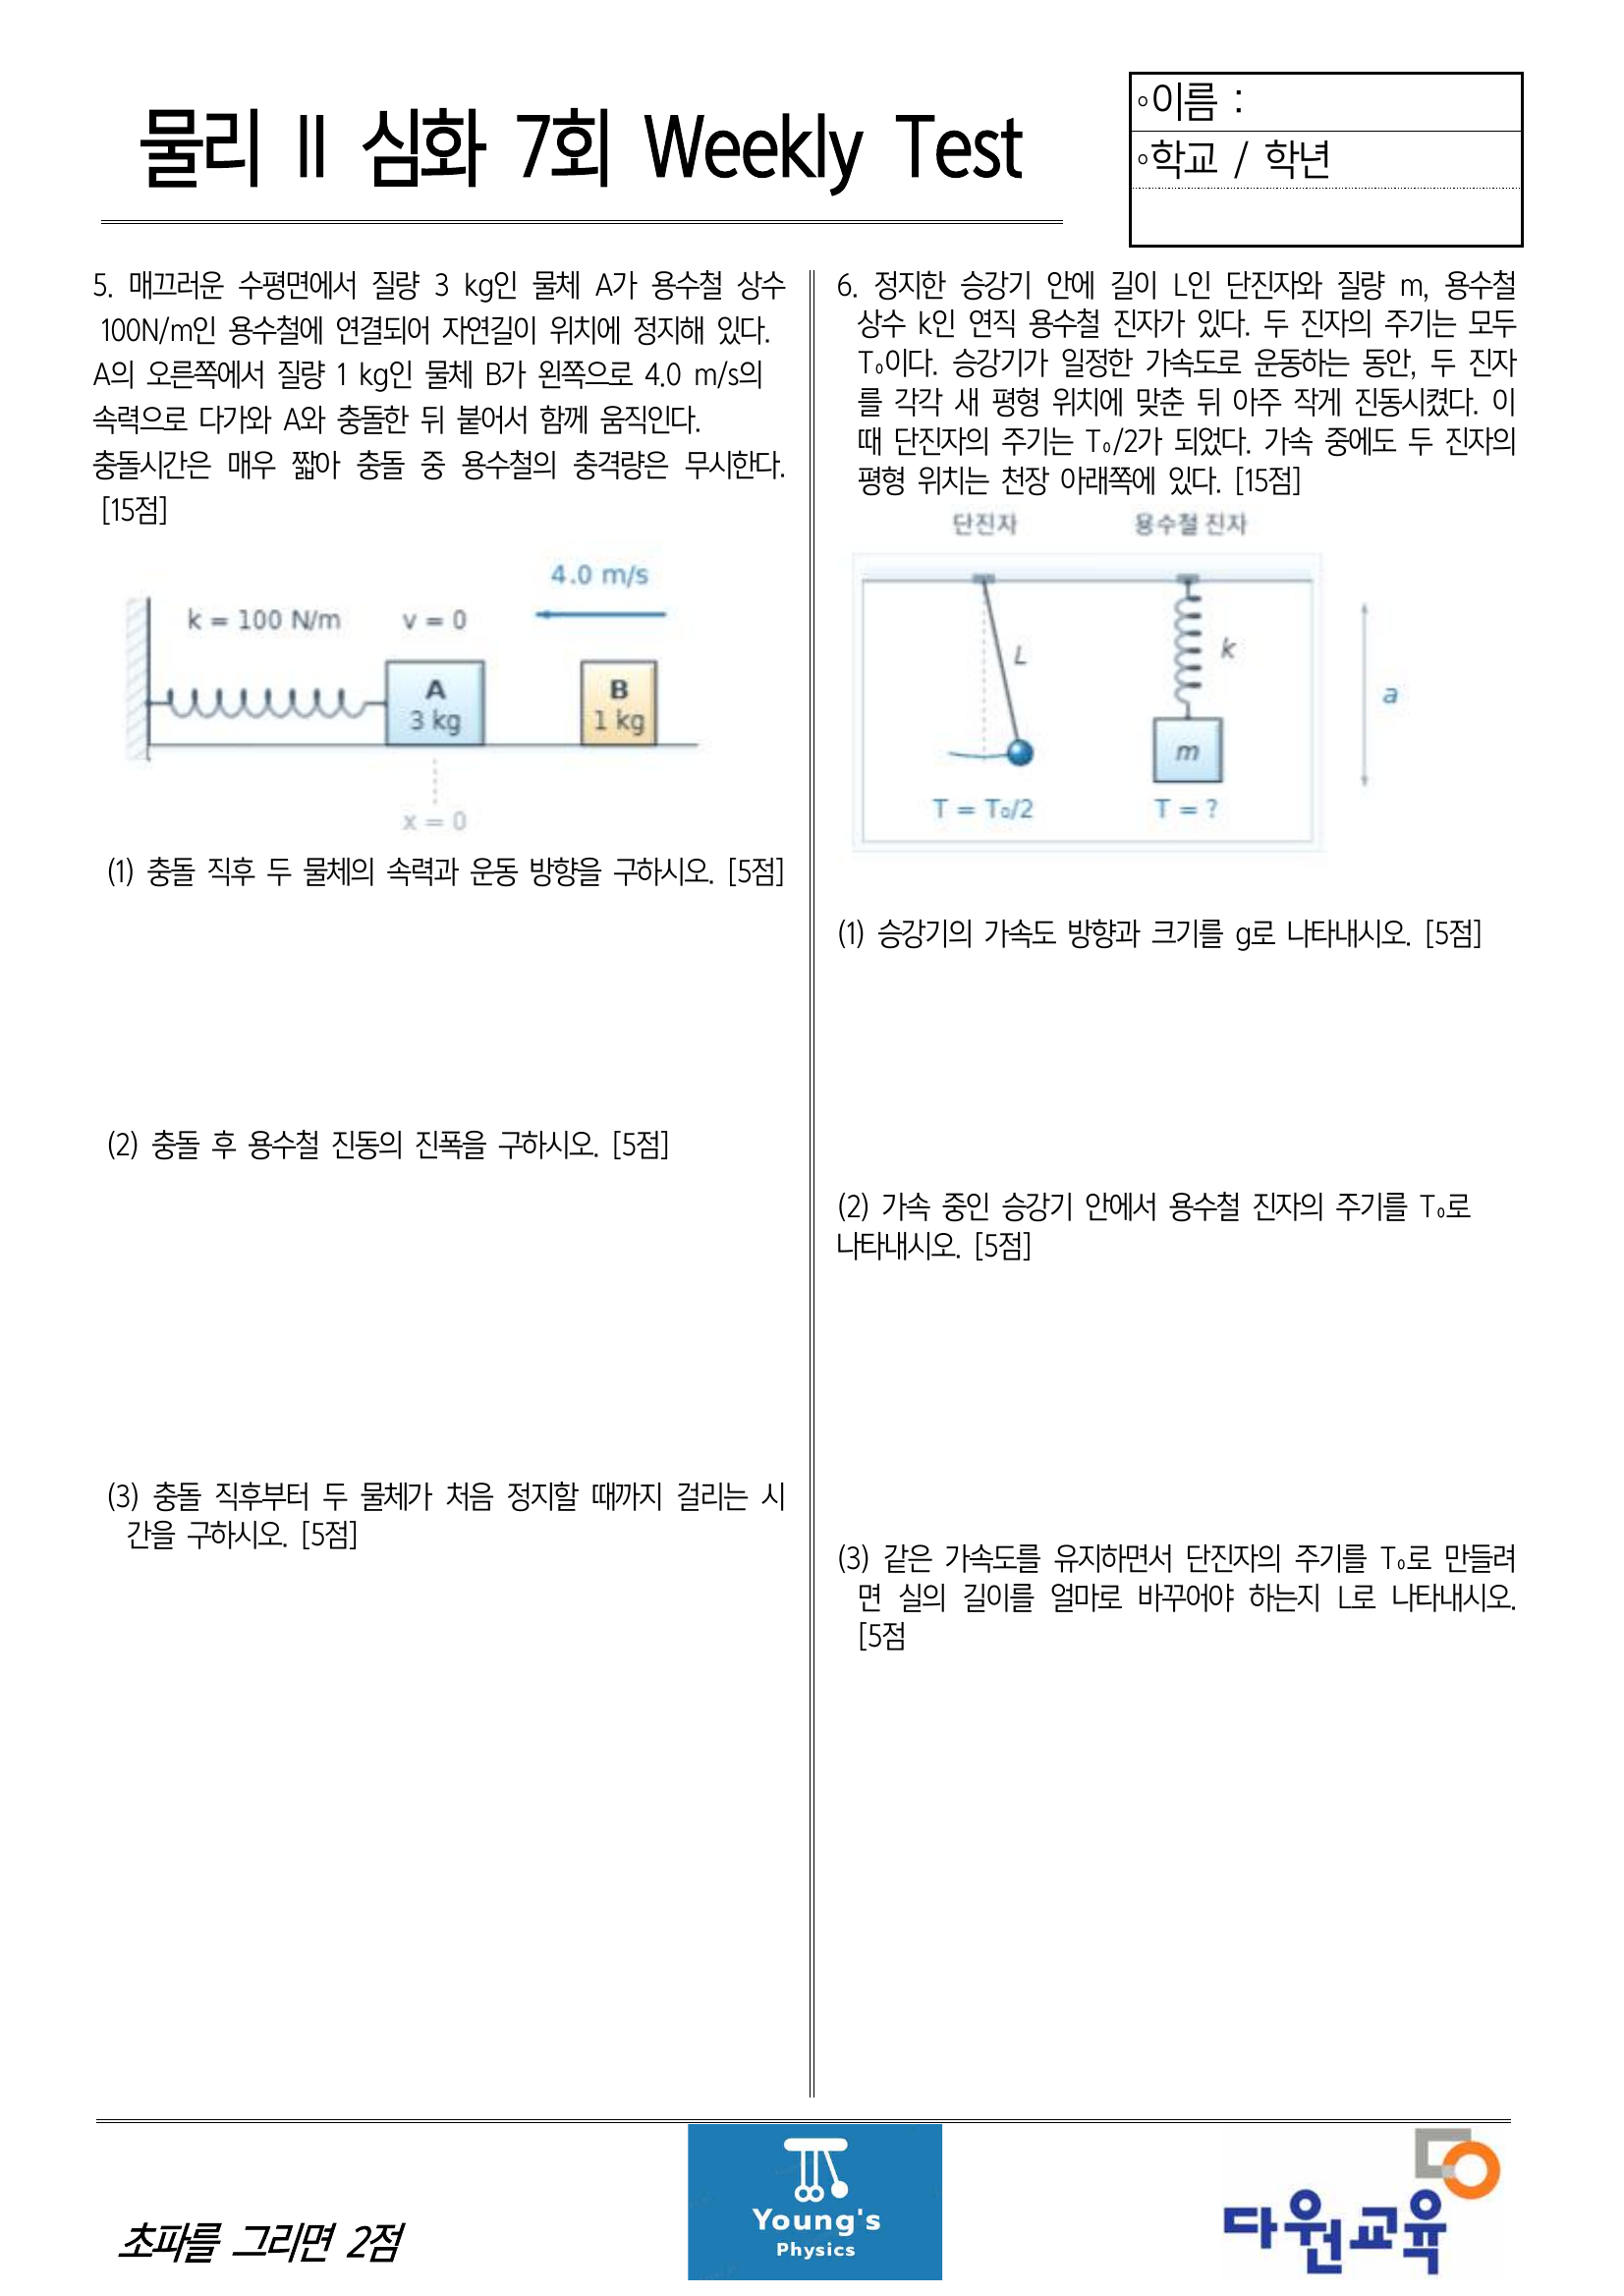 물리 II 심화 7회 Weekly Test
◦이름 :
◦학교 / 학년
5. 매끄러운 수평면에서 질량 3 kg인 물체 A가 용수철 상수
100N/m인 용수철에 연결되어 자연길이 위치에 정지해 있다.
A의 오른쪽에서 질량 1 kg인 물체 B가 왼쪽으로 4.0 m/s의
속력으로 다가와 A와 충돌한 뒤 붙어서 함께 움직인다.
충돌시간은 매우 짧아 충돌 중 용수철의 충격량은 무시한다.
[15점]
4.0 m/s
k = 100 N/m
v = 0
A
3 kg
B
1 kg
x = 0
(1) 충돌 직후 두 물체의 속력과 운동 방향을 구하시오. [5점]
(2) 충돌 후 용수철 진동의 진폭을 구하시오. [5점]
(3) 충돌 직후부터 두 물체가 처음 정지할 때까지 걸리는 시
간을 구하시오. [5점]
6. 정지한 승강기 안에 길이 L인 단진자와 질량 m, 용수철
상수 k인 연직 용수철 진자가 있다. 두 진자의 주기는 모두
T₀이다. 승강기가 일정한 가속도로 운동하는 동안, 두 진자
를 각각 새 평형 위치에 맞춘 뒤 아주 작게 진동시켰다. 이
때 단진자의 주기는 T₀/2가 되었다. 가속 중에도 두 진자의
평형 위치는 천장 아래쪽에 있다. [15점]
단진자
용수철 진자
L
k
a
m
T = T₀/2
T = ?
(1) 승강기의 가속도 방향과 크기를 g로 나타내시오. [5점]
(2) 가속 중인 승강기 안에서 용수철 진자의 주기를 T₀로
나타내시오. [5점]
(3) 같은 가속도를 유지하면서 단진자의 주기를 T₀로 만들려
면 실의 길이를 얼마로 바꾸어야 하는지 L로 나타내시오.
[5점
초파를 그리면 2점
Young's
Physics
다원교육